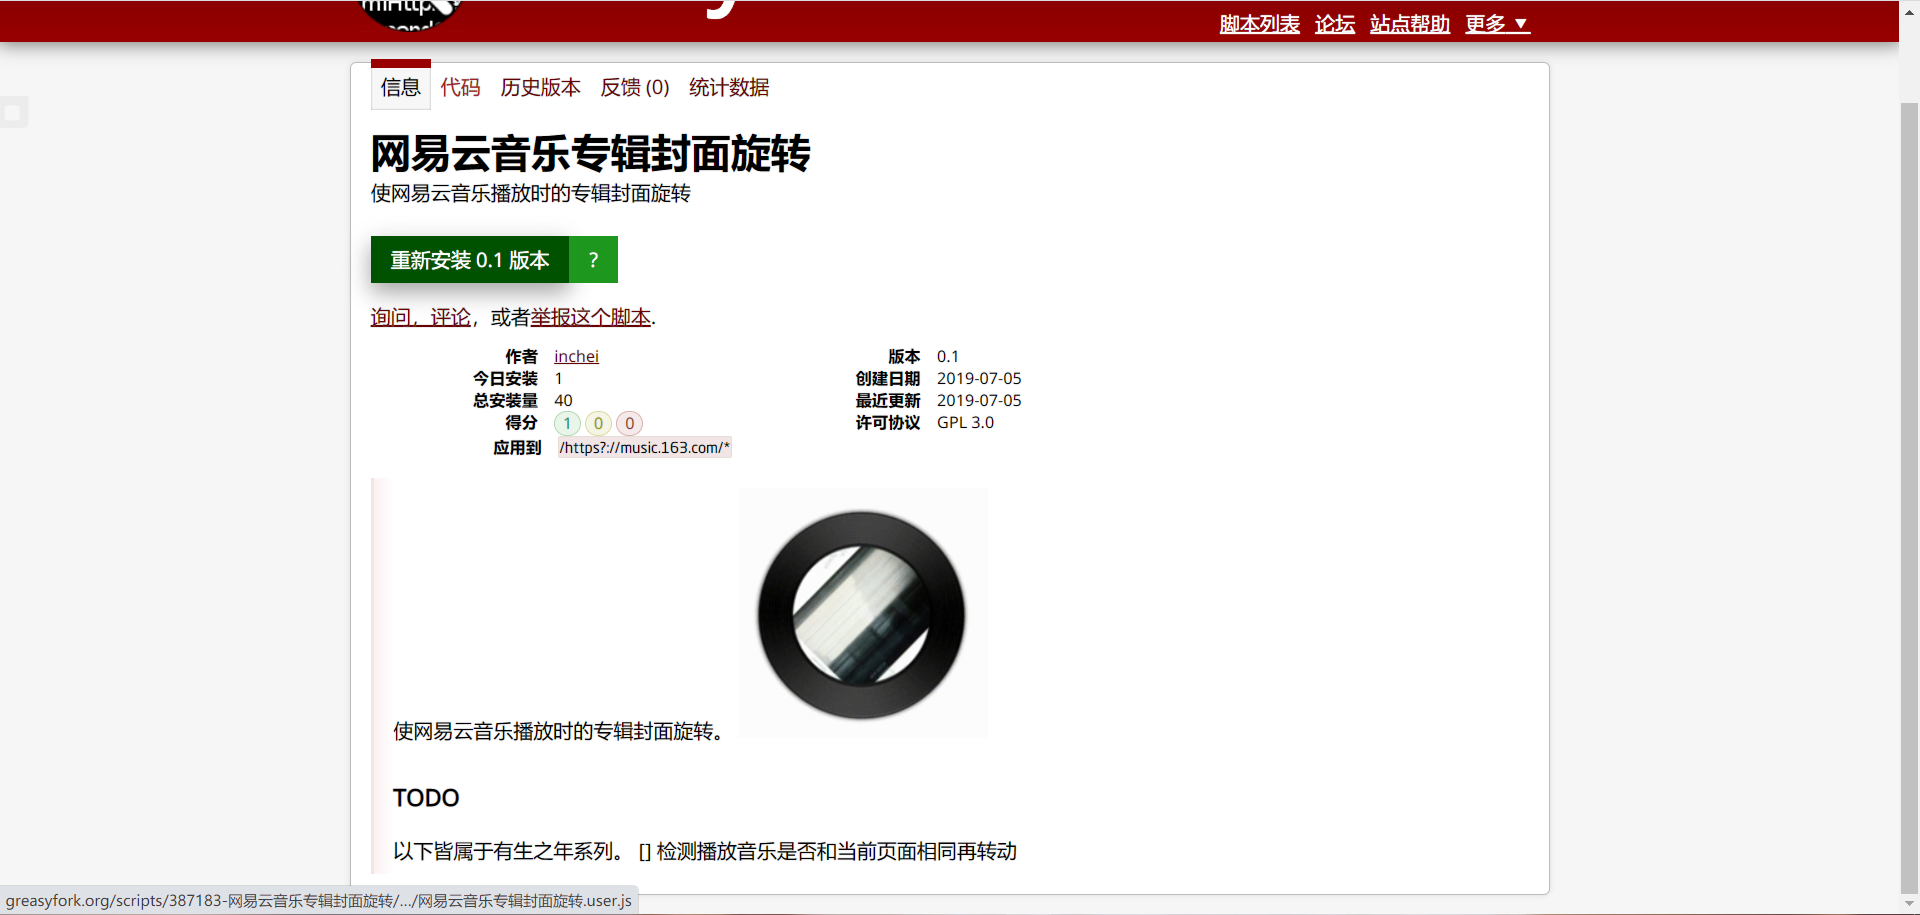 脚本列表 论坛 站点帮助 更多 ▼
信息 代码 历史版本 反馈 (0) 统计数据
网易云音乐专辑封面旋转
使网易云音乐播放时的专辑封面旋转
重新安装 0.1 版本 ?
询问，评论，或者举报这个脚本.
作者 inchei
今日安装 1
总安装量 40
得分 1 0 0
应用到 /https?://music.163.com/*
版本 0.1
创建日期 2019-07-05
最近更新 2019-07-05
许可协议 GPL 3.0
使网易云音乐播放时的专辑封面旋转。
TODO
以下皆属于有生之年系列。 [] 检测播放音乐是否和当前页面相同再转动
greasyfork.org/scripts/387183-网易云音乐专辑封面旋转/.../网易云音乐专辑封面旋转.user.js